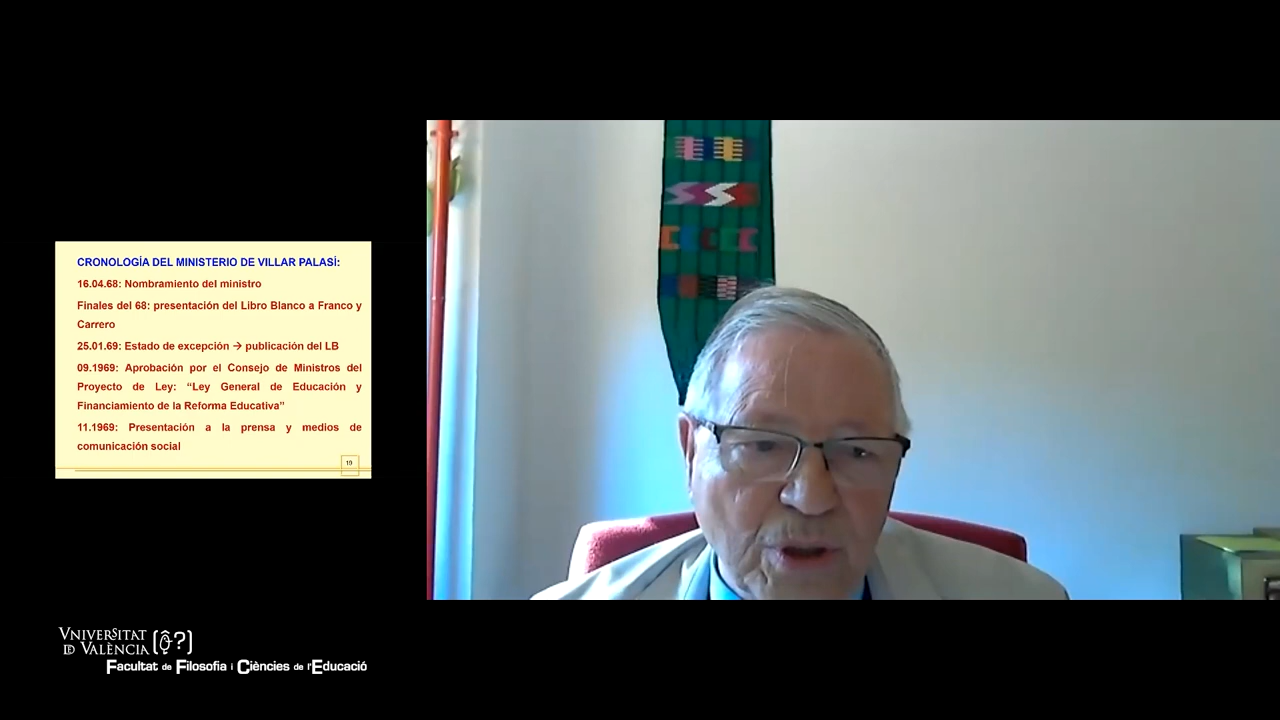 CRONOLOGÍA DEL MINISTERIO DE VILLAR PALASÍ:
16.04.68: Nombramiento del ministro
Finales del 68: presentación del Libro Blanco a Franco y
Carrero
25.01.69: Estado de excepción → publicación del LB
09.1969: Aprobación por el Consejo de Ministros del
Proyecto de Ley: “Ley General de Educación y
Financiamiento de la Reforma Educativa”
11.1969: Presentación a la prensa y medios de
comunicación social
19
VNIVERSITAT
ID VALÈNCIA
Facultat de Filosofia i Ciències de l'Educació